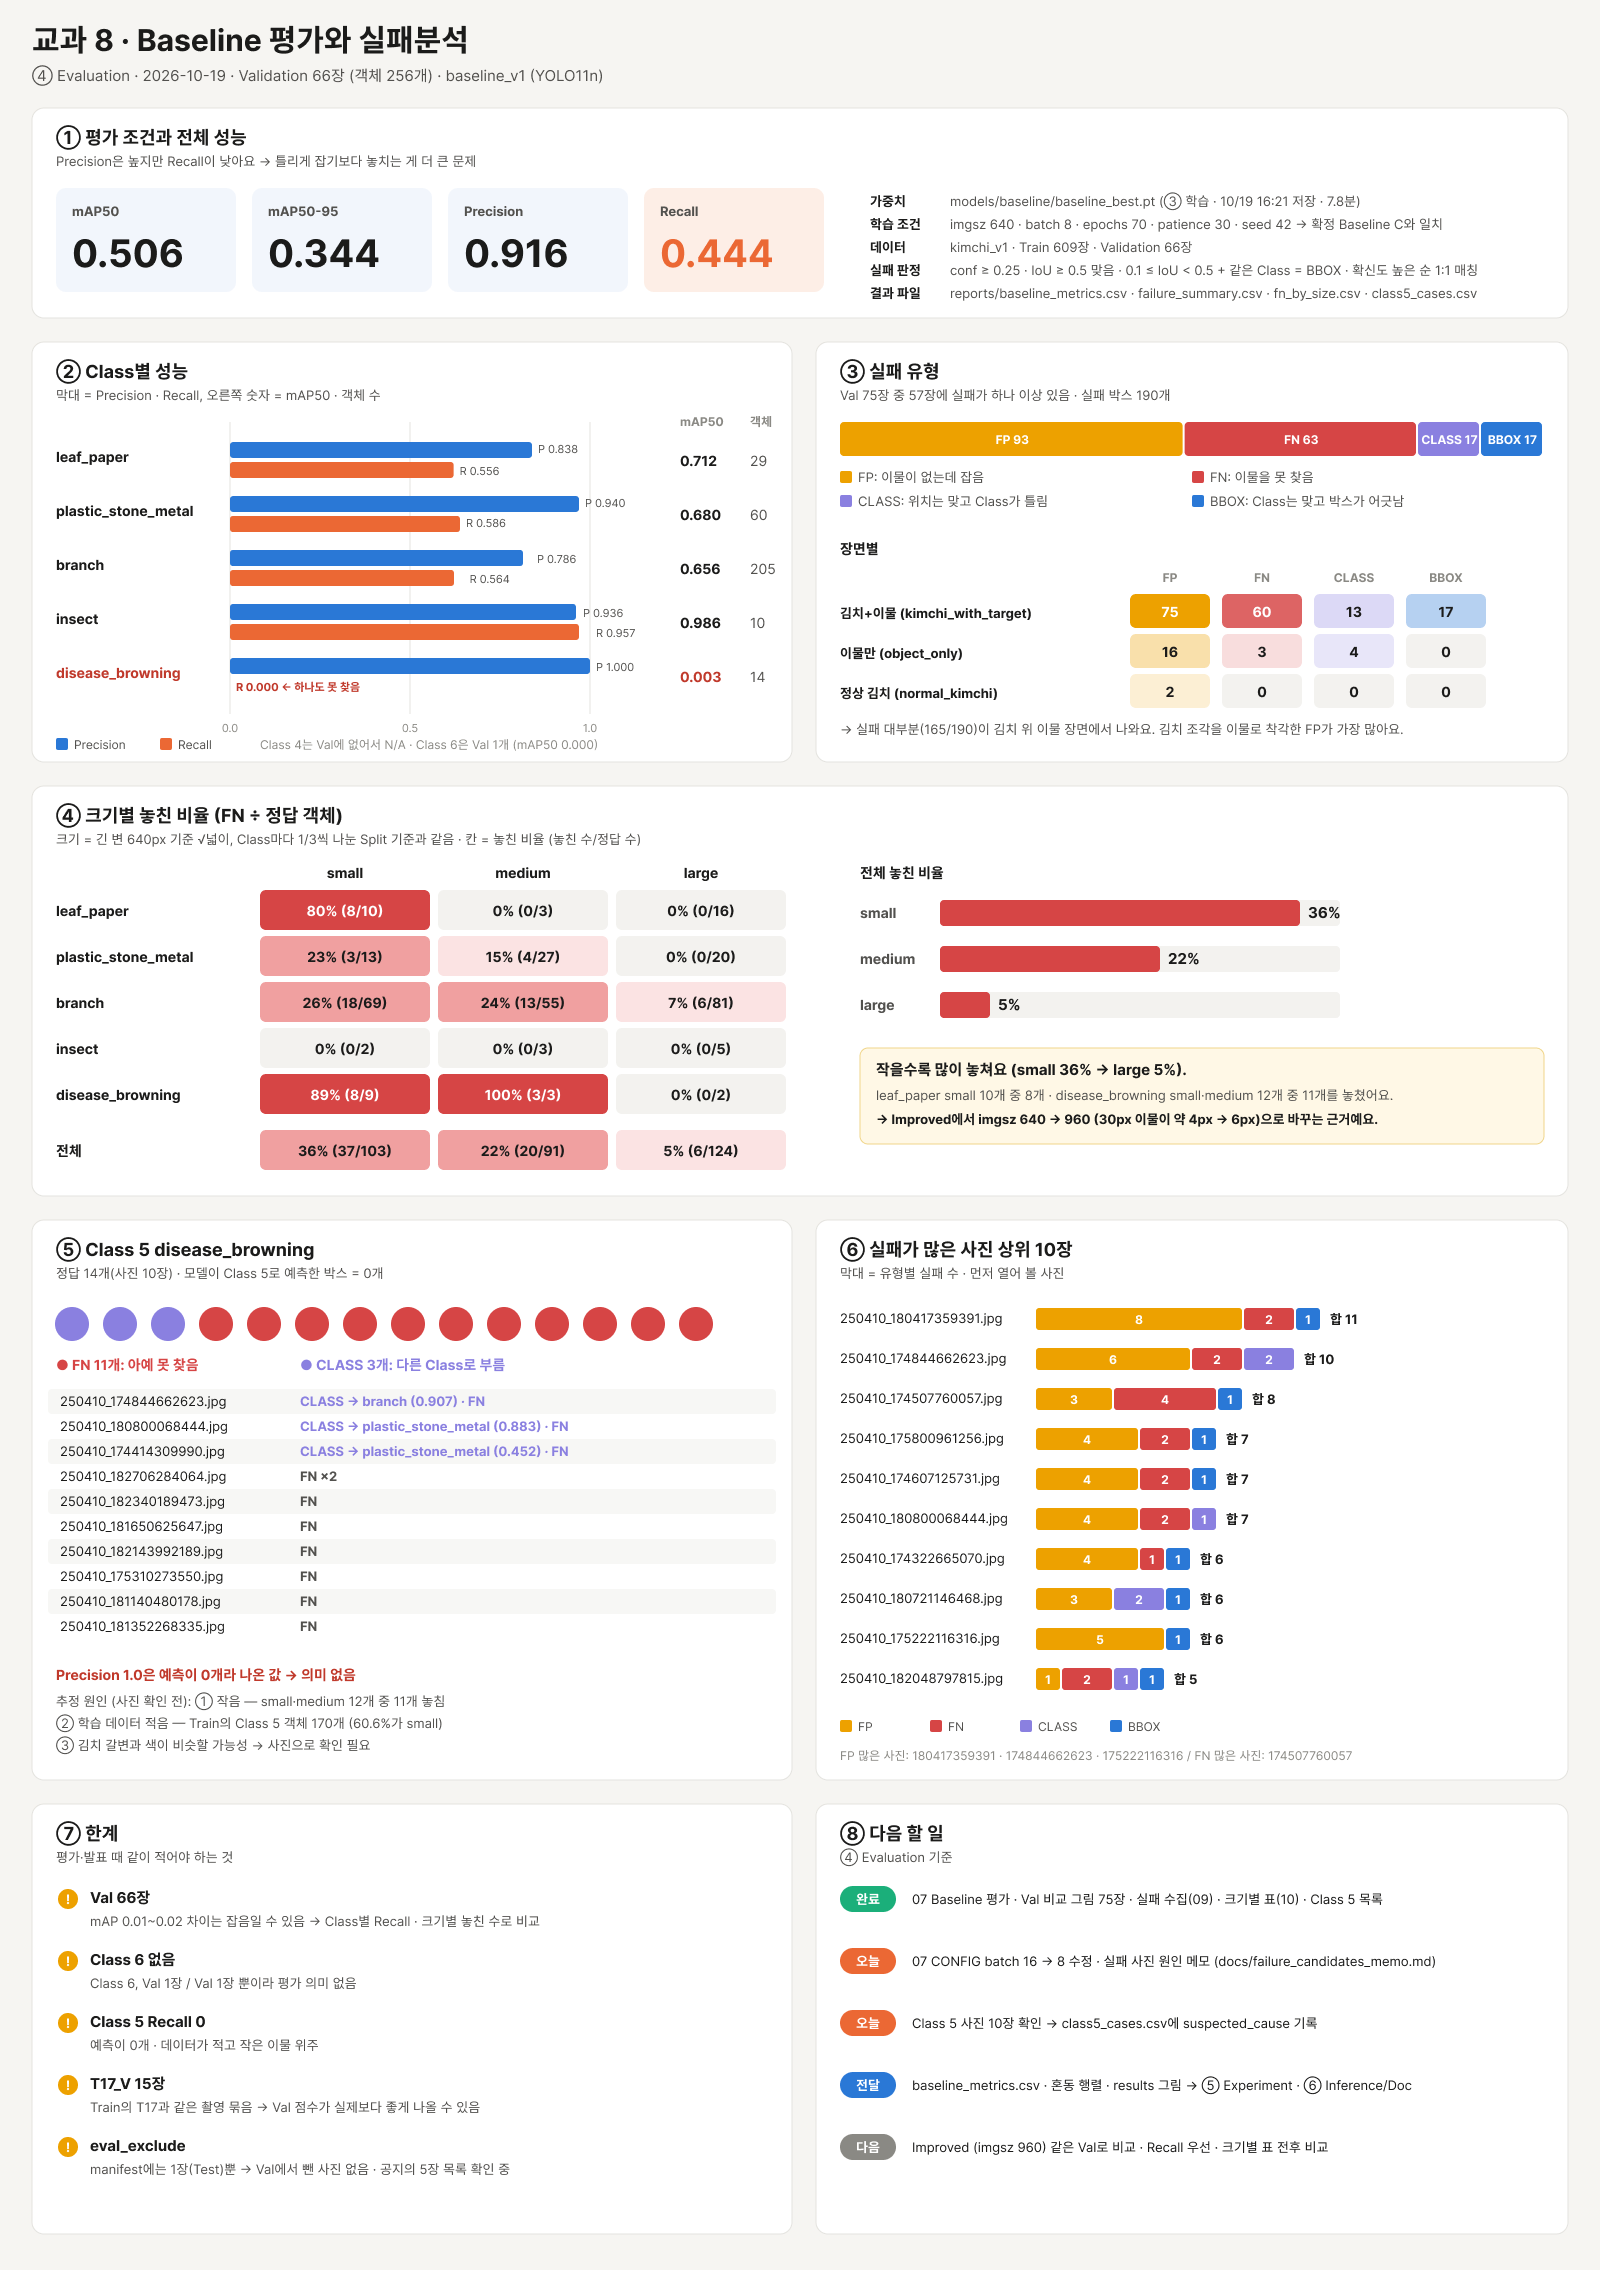 교과 8 · Baseline 평가와 실패분석
④ Evaluation · 2026-10-19 · Validation 66장 (객체 256개) · baseline_v1 (YOLO11n)
① 평가 조건과 전체 성능
Precision은 높지만 Recall이 낮아요 → 틀리게 잡기보다 놓치는 게 더 큰 문제
mAP50
0.506
mAP50-95
0.344
Precision
0.916
Recall
0.444
가중치 models/baseline/baseline_best.pt (③ 학습 · 10/19 16:21 저장 · 7.8분)
학습 조건 imgsz 640 · batch 8 · epochs 70 · patience 30 · seed 42 → 확정 Baseline C와 일치
데이터 kimchi_v1 · Train 609장 · Validation 66장
실패 판정 conf ≥ 0.25 · IoU ≥ 0.5 맞음 · 0.1 ≤ IoU < 0.5 + 같은 Class = BBOX · 확신도 높은 순 1:1 매칭
결과 파일 reports/baseline_metrics.csv · failure_summary.csv · fn_by_size.csv · class5_cases.csv
② Class별 성능
막대 = Precision · Recall, 오른쪽 숫자 = mAP50 · 객체 수
mAP50 객체
leaf_paper P 0.838 R 0.556 0.712 29
plastic_stone_metal P 0.940 R 0.586 0.680 60
branch P 0.786 R 0.564 0.656 205
insect P 0.936 R 0.957 0.986 10
disease_browning P 1.000 R 0.000 ← 하나도 못 찾음 0.003 14
0.0 0.5 1.0
Precision Recall Class 4는 Val에 없어서 N/A · Class 6은 Val 1개 (mAP50 0.000)
③ 실패 유형
Val 75장 중 57장에 실패가 하나 이상 있음 · 실패 박스 190개
FP 93 FN 63 CLASS 17 BBOX 17
FP: 이물이 없는데 잡음 FN: 이물을 못 찾음
CLASS: 위치는 맞고 Class가 틀림 BBOX: Class는 맞고 박스가 어긋남
장면별
FP FN CLASS BBOX
김치+이물 (kimchi_with_target) 75 60 13 17
이물만 (object_only) 16 3 4 0
정상 김치 (normal_kimchi) 2 0 0 0
→ 실패 대부분(165/190)이 김치 위 이물 장면에서 나와요. 김치 조각을 이물로 착각한 FP가 가장 많아요.
④ 크기별 놓친 비율 (FN ÷ 정답 객체)
크기 = 긴 변 640px 기준 √넓이, Class마다 1/3씩 나눈 Split 기준과 같음 · 칸 = 놓친 비율 (놓친 수/정답 수)
small medium large
leaf_paper 80% (8/10) 0% (0/3) 0% (0/16)
plastic_stone_metal 23% (3/13) 15% (4/27) 0% (0/20)
branch 26% (18/69) 24% (13/55) 7% (6/81)
insect 0% (0/2) 0% (0/3) 0% (0/5)
disease_browning 89% (8/9) 100% (3/3) 0% (0/2)
전체 36% (37/103) 22% (20/91) 5% (6/124)
전체 놓친 비율
small 36%
medium 22%
large 5%
작을수록 많이 놓쳐요 (small 36% → large 5%).
leaf_paper small 10개 중 8개 · disease_browning small·medium 12개 중 11개를 놓쳤어요.
→ Improved에서 imgsz 640 → 960 (30px 이물이 약 4px → 6px)으로 바꾸는 근거예요.
⑤ Class 5 disease_browning
정답 14개(사진 10장) · 모델이 Class 5로 예측한 박스 = 0개
● FN 11개: 아예 못 찾음 ● CLASS 3개: 다른 Class로 부름
250410_174844662623.jpg CLASS → branch (0.907) · FN
250410_180800068444.jpg CLASS → plastic_stone_metal (0.883) · FN
250410_174414309990.jpg CLASS → plastic_stone_metal (0.452) · FN
250410_182706284064.jpg FN ×2
250410_182340189473.jpg FN
250410_181650625647.jpg FN
250410_182143992189.jpg FN
250410_175310273550.jpg FN
250410_181140480178.jpg FN
250410_181352268335.jpg FN
Precision 1.0은 예측이 0개라 나온 값 → 의미 없음
추정 원인 (사진 확인 전): ① 작음 — small·medium 12개 중 11개 놓침
② 학습 데이터 적음 — Train의 Class 5 객체 170개 (60.6%가 small)
③ 김치 갈변과 색이 비슷할 가능성 → 사진으로 확인 필요
⑥ 실패가 많은 사진 상위 10장
막대 = 유형별 실패 수 · 먼저 열어 볼 사진
250410_180417359391.jpg 8 2 1 합 11
250410_174844662623.jpg 6 2 2 합 10
250410_174507760057.jpg 3 4 1 합 8
250410_175800961256.jpg 4 2 1 합 7
250410_174607125731.jpg 4 2 1 합 7
250410_180800068444.jpg 4 2 1 합 7
250410_174322665070.jpg 4 1 1 합 6
250410_180721146468.jpg 3 2 1 합 6
250410_175222116316.jpg 5 1 합 6
250410_182048797815.jpg 1 2 1 1 합 5
FP FN CLASS BBOX
FP 많은 사진: 180417359391 · 174844662623 · 175222116316 / FN 많은 사진: 174507760057
⑦ 한계
평가·발표 때 같이 적어야 하는 것
! Val 66장
mAP 0.01~0.02 차이는 잡음일 수 있음 → Class별 Recall · 크기별 놓친 수로 비교
! Class 6 없음
Class 6, Val 1장 / Val 1장 뿐이라 평가 의미 없음
! Class 5 Recall 0
예측이 0개 · 데이터가 적고 작은 이물 위주
! T17_V 15장
Train의 T17과 같은 촬영 묶음 → Val 점수가 실제보다 좋게 나올 수 있음
! eval_exclude
manifest에는 1장(Test)뿐 → Val에서 뺀 사진 없음 · 공지의 5장 목록 확인 중
⑧ 다음 할 일
④ Evaluation 기준
완료 07 Baseline 평가 · Val 비교 그림 75장 · 실패 수집(09) · 크기별 표(10) · Class 5 목록
오늘 07 CONFIG batch 16 → 8 수정 · 실패 사진 원인 메모 (docs/failure_candidates_memo.md)
오늘 Class 5 사진 10장 확인 → class5_cases.csv에 suspected_cause 기록
전달 baseline_metrics.csv · 혼동 행렬 · results 그림 → ⑤ Experiment · ⑥ Inference/Doc
다음 Improved (imgsz 960) 같은 Val로 비교 · Recall 우선 · 크기별 표 전후 비교